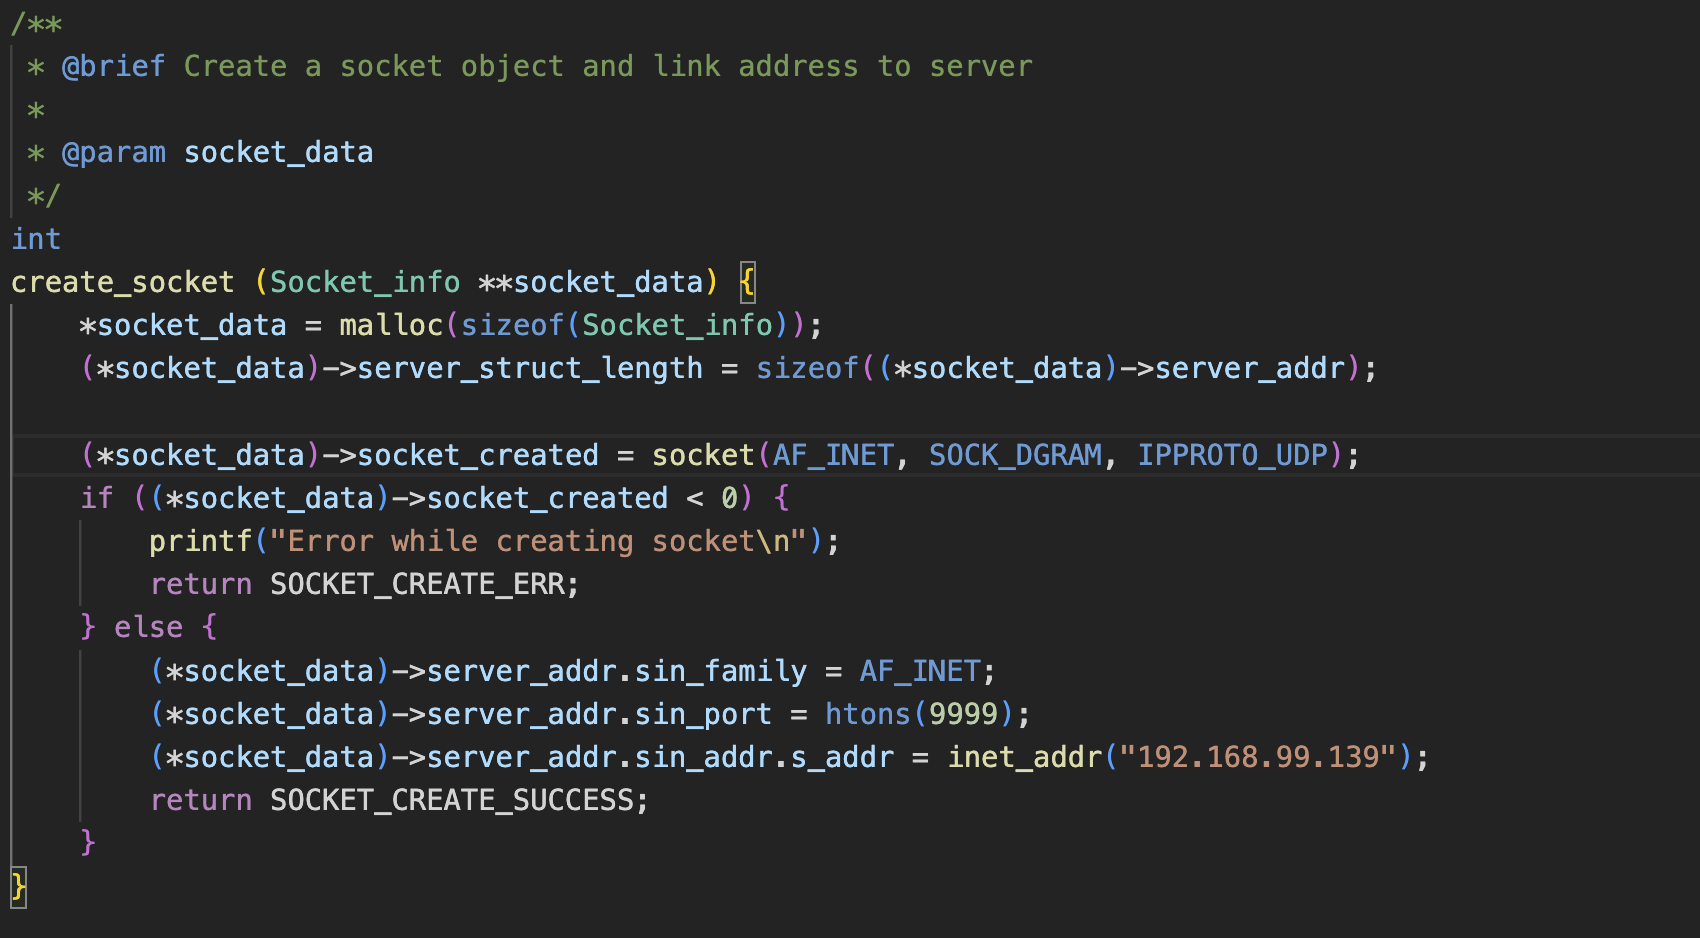 /**
 * @brief Create a socket object and link address to server
 *
 * @param socket_data
 */
int
create_socket (Socket_info **socket_data) {
    *socket_data = malloc(sizeof(Socket_info));
    (*socket_data)->server_struct_length = sizeof((*socket_data)->server_addr);

    (*socket_data)->socket_created = socket(AF_INET, SOCK_DGRAM, IPPROTO_UDP);
    if ((*socket_data)->socket_created < 0) {
        printf("Error while creating socket\n");
        return SOCKET_CREATE_ERR;
    } else {
        (*socket_data)->server_addr.sin_family = AF_INET;
        (*socket_data)->server_addr.sin_port = htons(9999);
        (*socket_data)->server_addr.sin_addr.s_addr = inet_addr("192.168.99.139");
        return SOCKET_CREATE_SUCCESS;
    }
}